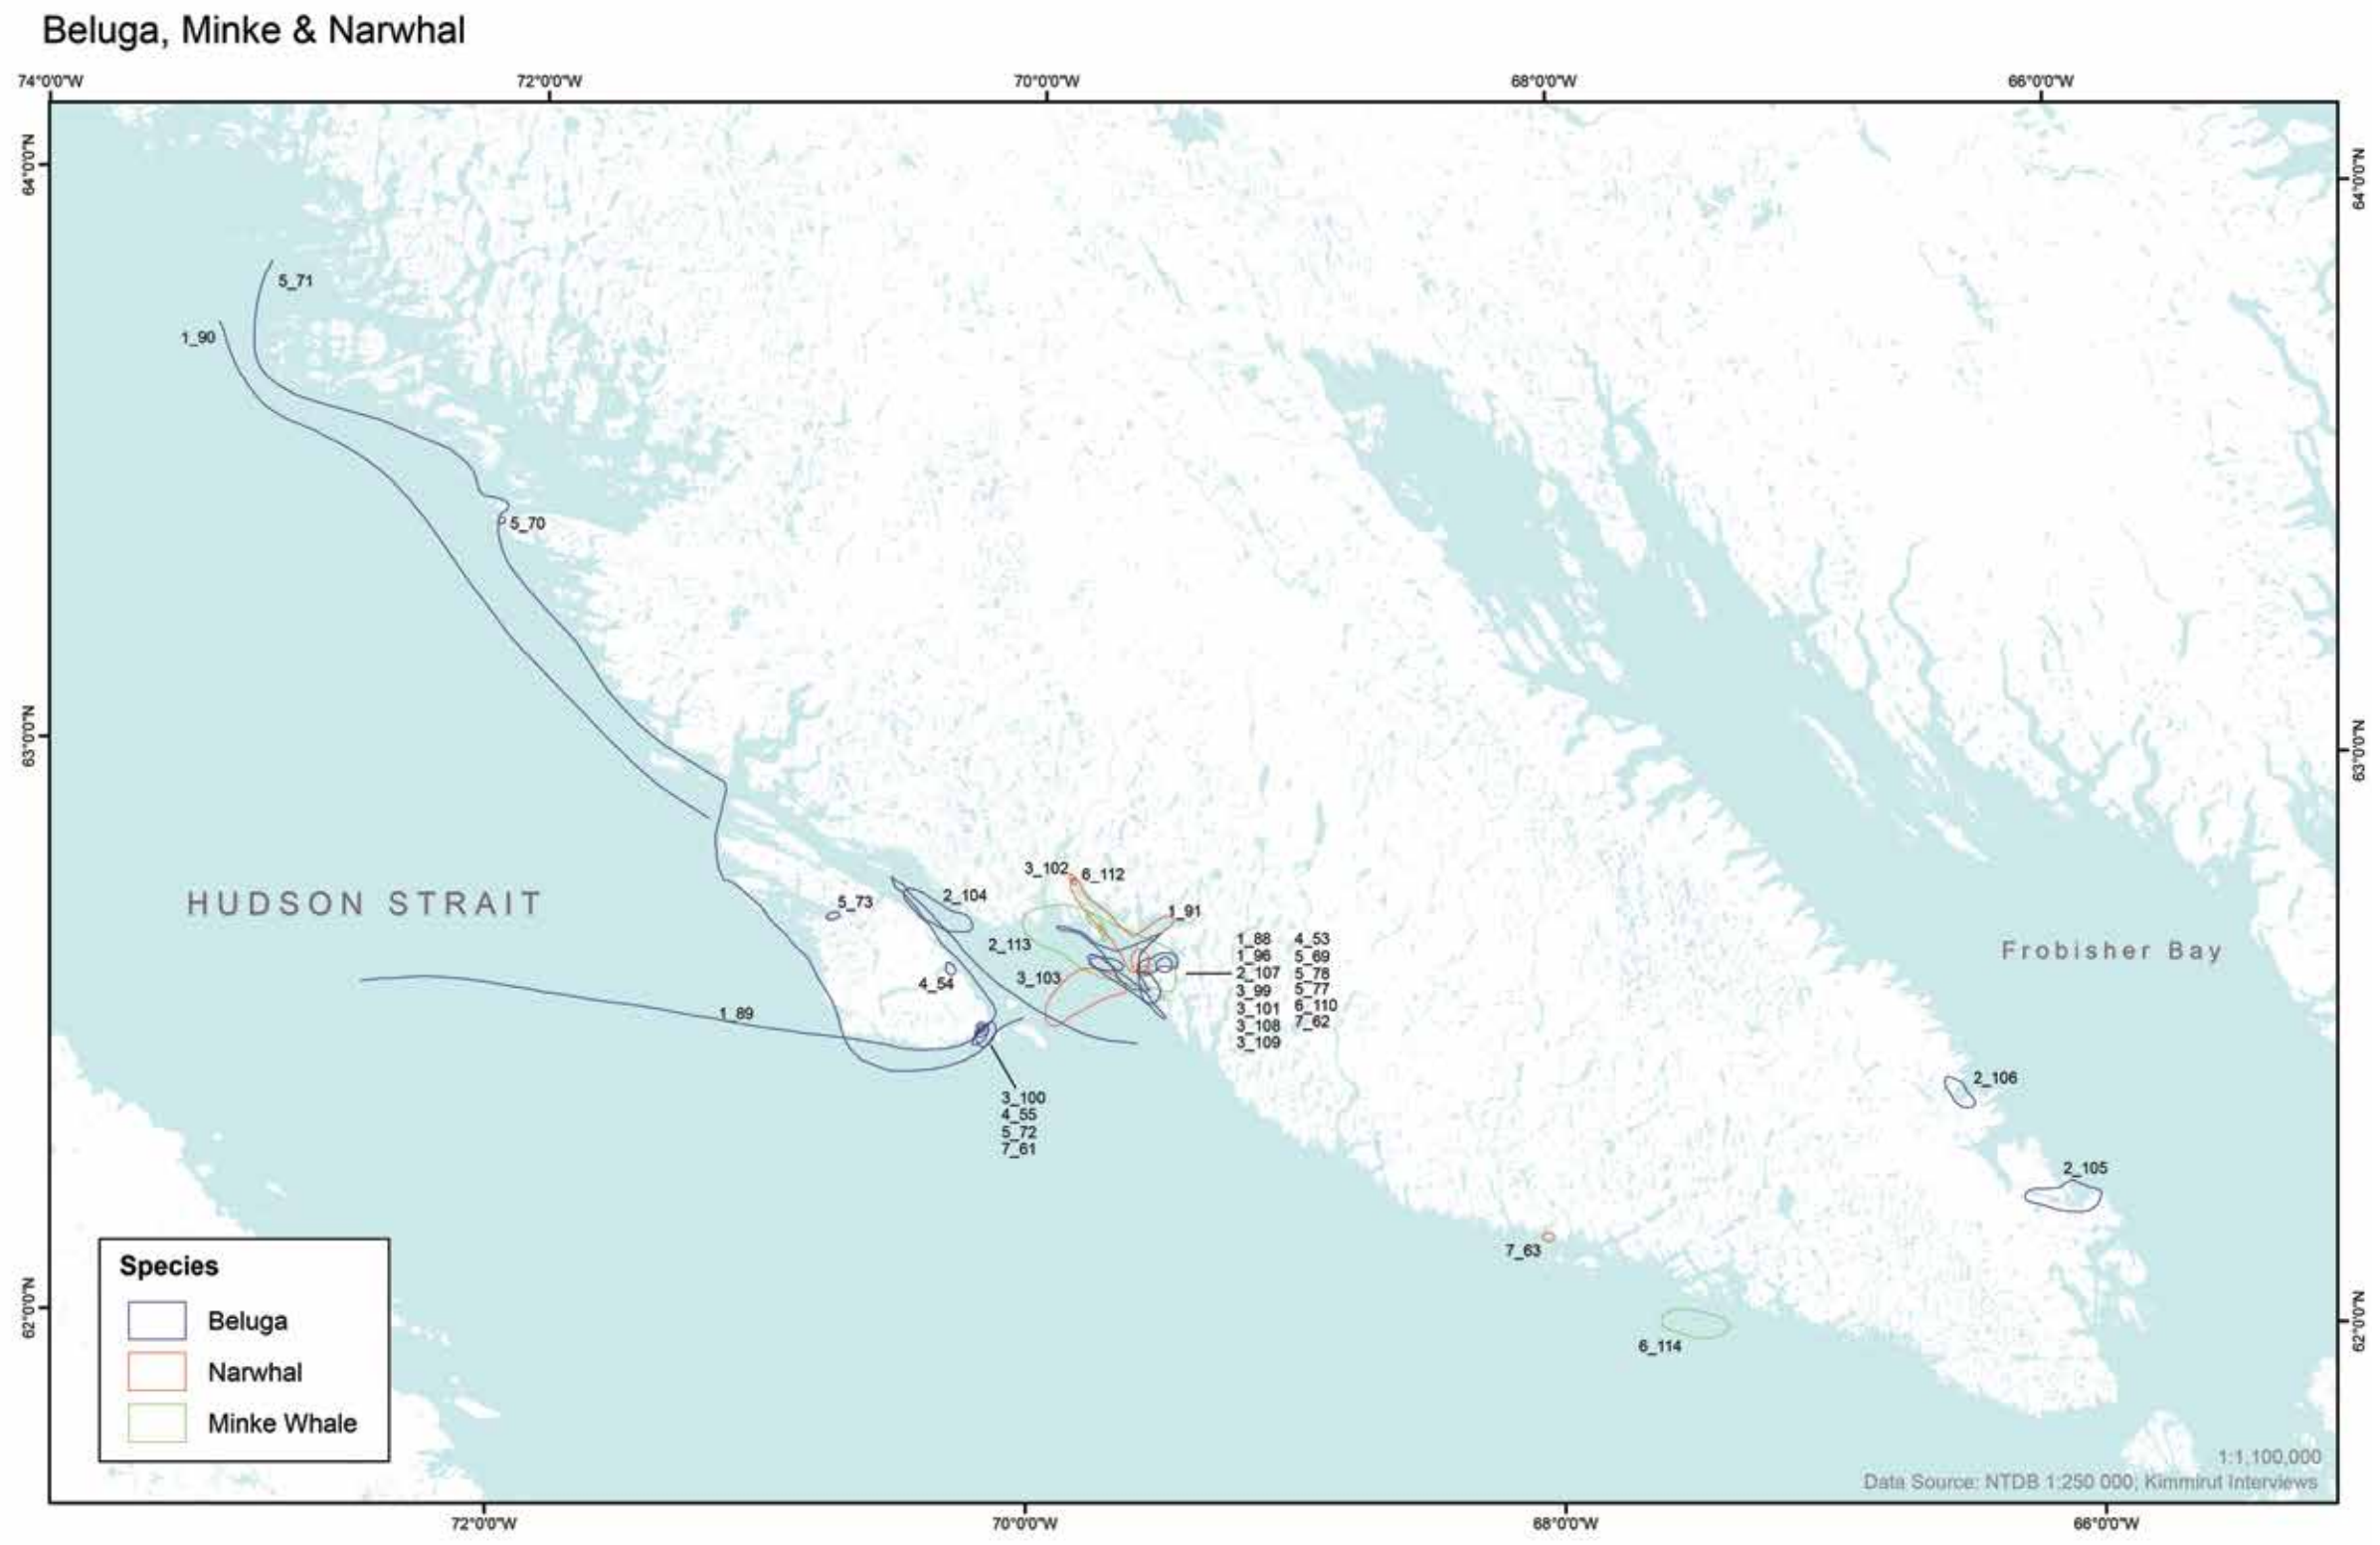 Beluga, Minke & Narwhal
74°0'0"W 72°0'0"W 70°0'0"W 68°0'0"W 66°0'0"W
64°0'0"N 64°0'0"N
5_71
1_90
5_70
63°0'0"N 63°0'0"N
HUDSON STRAIT
3_102 6_112
5_73 2_104 1_91
2_113
Frobisher Bay
3_103
4_54
1_89
1_88 4_53
1_96 5_69
2_107 5_78
3_99 5_77
3_101 6_110
3_108 7_62
3_109
3_100
4_55
5_72
7_61
2_106
2_105
7_63
6_114
62°0'0"N 62°0'0"N
Species
Beluga
Narwhal
Minke Whale
1:1,100,000
Data Source: NTDB 1:250 000; Kimmirut Interviews
72°0'0"W 70°0'0"W 68°0'0"W 66°0'0"W